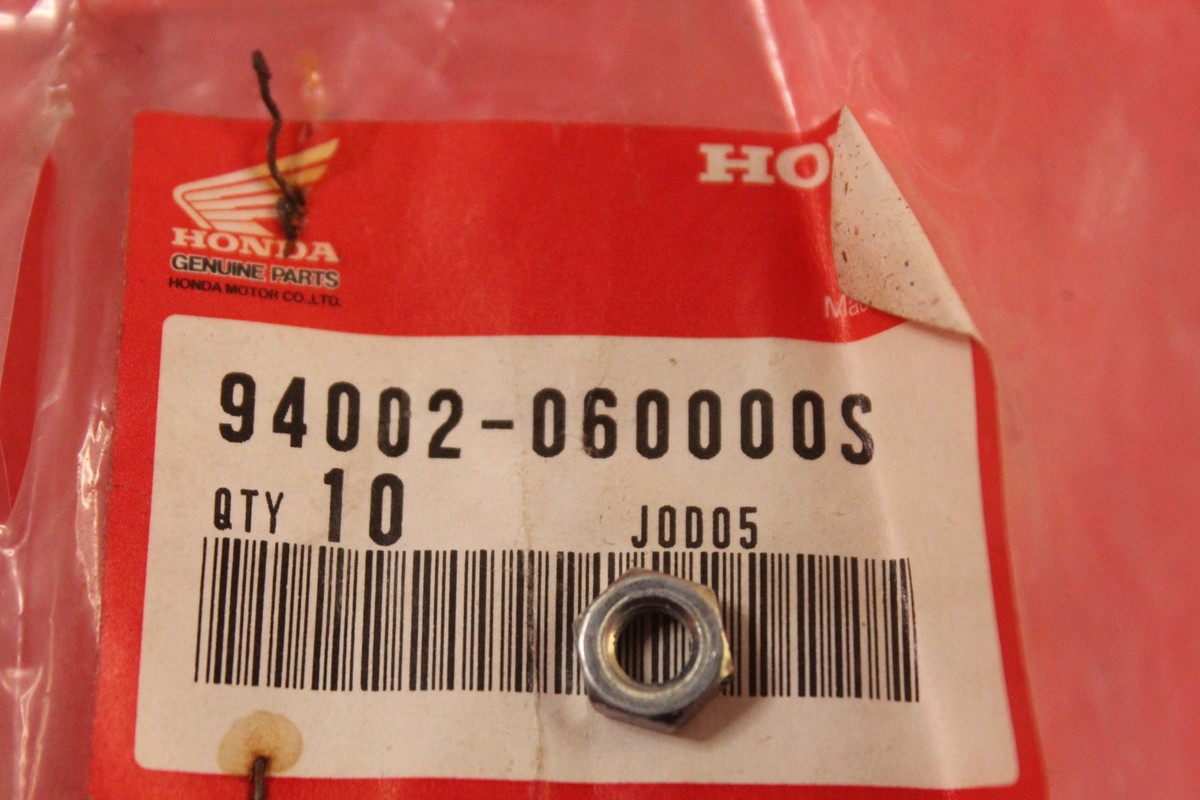 HO
HONDA
GENUINE PARTS
HONDA MOTOR CO.,LTD.
94002-060000S
QTY 10 J0D05